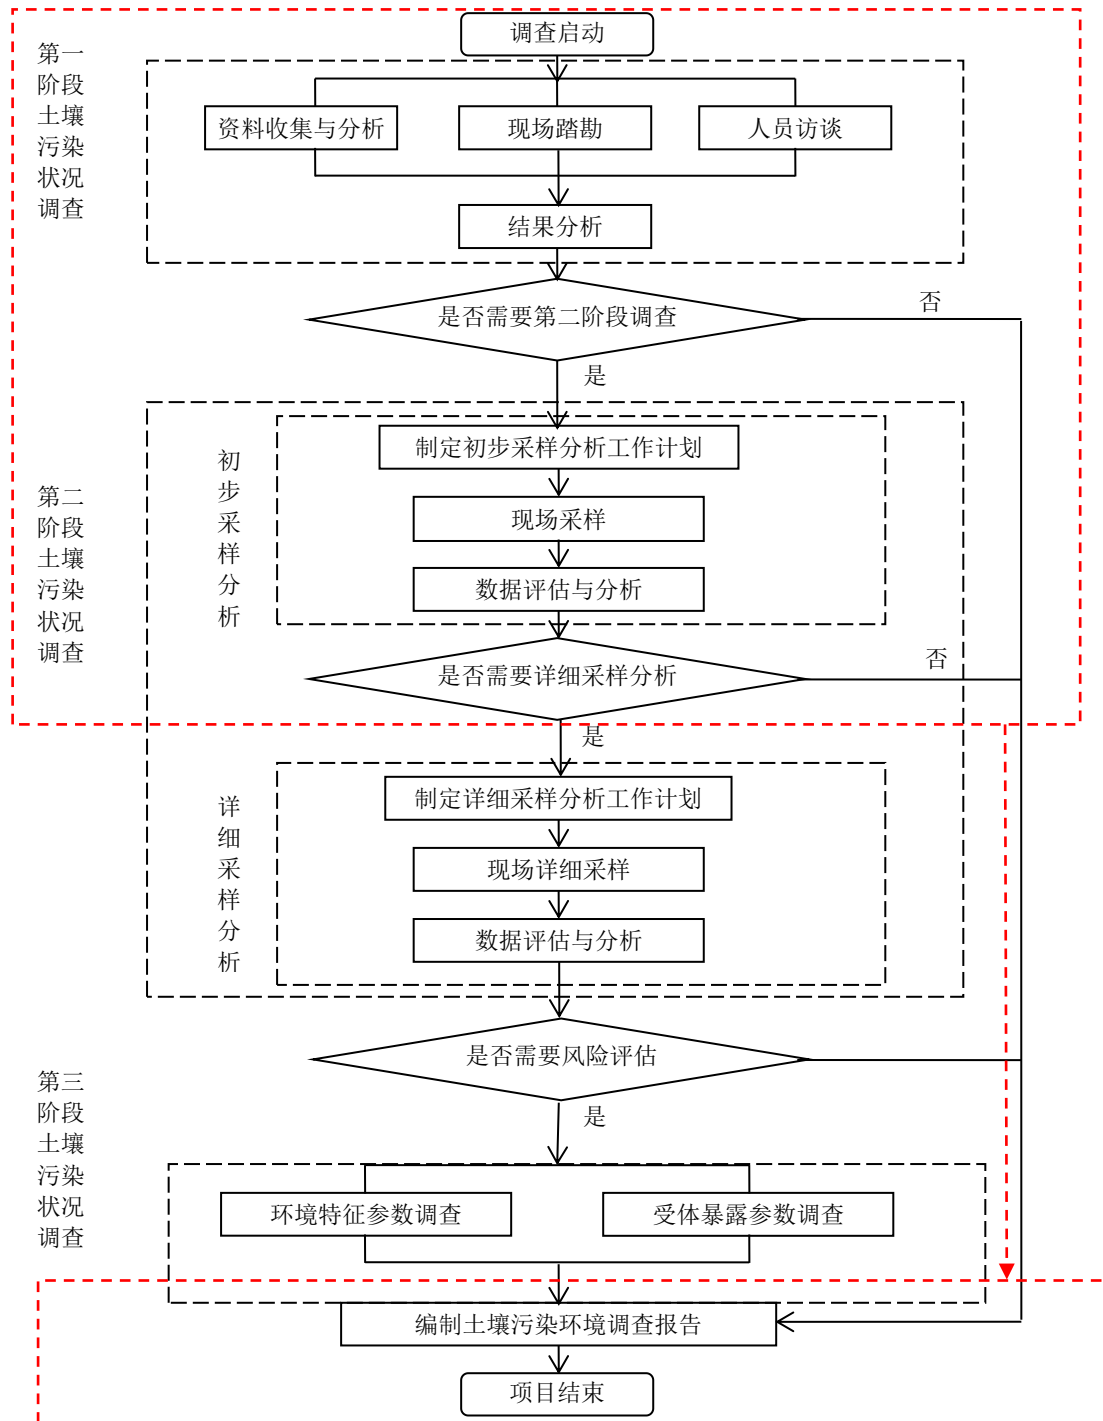 调查启动
第一
阶段
土壤
污染
状况
调查
资料收集与分析
现场踏勘
人员访谈
结果分析
是否需要第二阶段调查
否
是
第二
阶段
土壤
污染
状况
调查
初
步
采
样
分
析
制定初步采样分析工作计划
现场采样
数据评估与分析
是否需要详细采样分析
否
是
详
细
采
样
分
析
制定详细采样分析工作计划
现场详细采样
数据评估与分析
是否需要风险评估
是
第三
阶段
土壤
污染
状况
调查
环境特征参数调查
受体暴露参数调查
编制土壤污染环境调查报告
项目结束